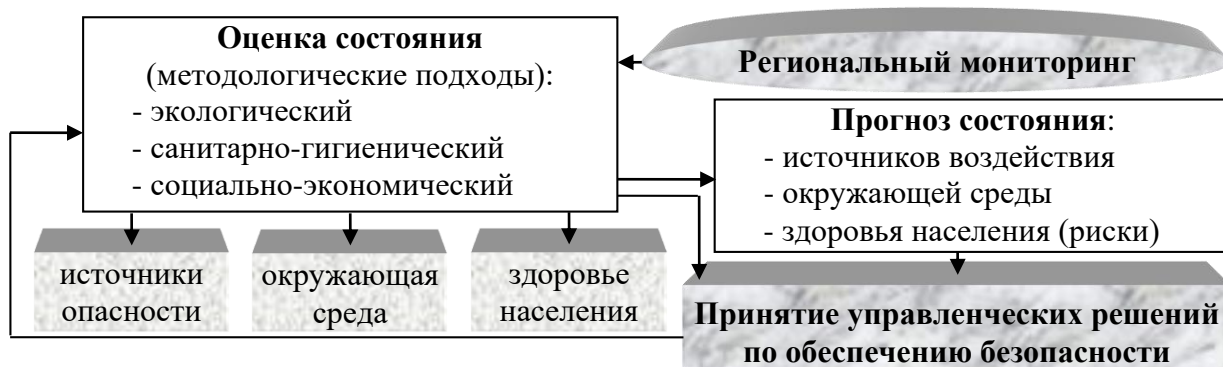 Оценка состояния
(методологические подходы):
- экологический
- санитарно-гигиенический
- социально-экономический
Региональный мониторинг
Прогноз состояния:
- источников воздействия
- окружающей среды
- здоровья населения (риски)
источники
опасности
окружающая
среда
здоровье
населения
Принятие управленческих решений
по обеспечению безопасности